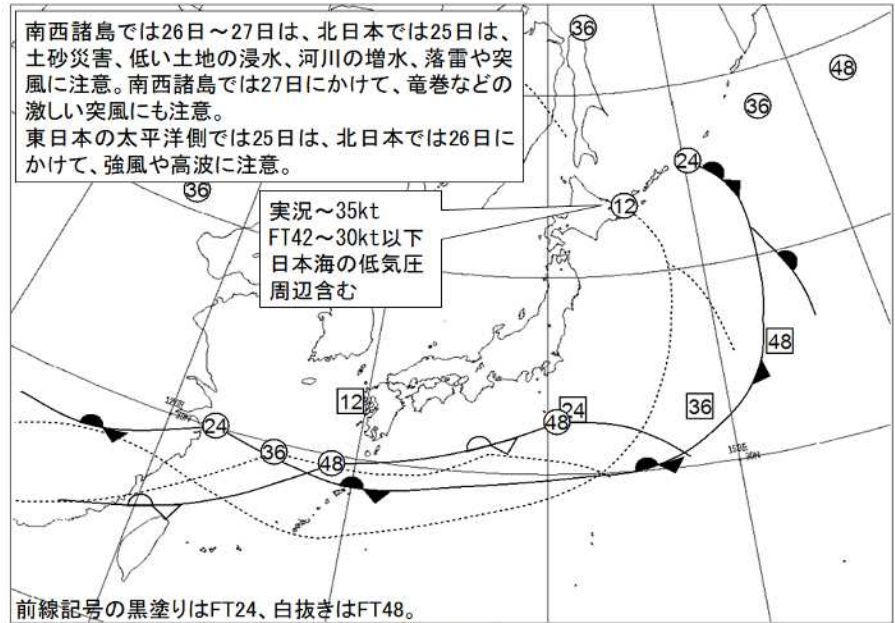 南西諸島では26日~27日は、北日本では25日は、
土砂災害、低い土地の浸水、河川の増水、落雷や突
風に注意。南西諸島では27日にかけて、竜巻などの
激しい突風にも注意。
東日本の太平洋側では25日は、北日本では26日に
かけて、強風や高波に注意。
36
48
36
24
36
12
実況~35kt
FT42~30kt以下
日本海の低気圧
周辺含む
48
12
24
36
24
48
36
48
120E
30N
150E
30N
前線記号の黒塗りはFT24、白抜きはFT48。